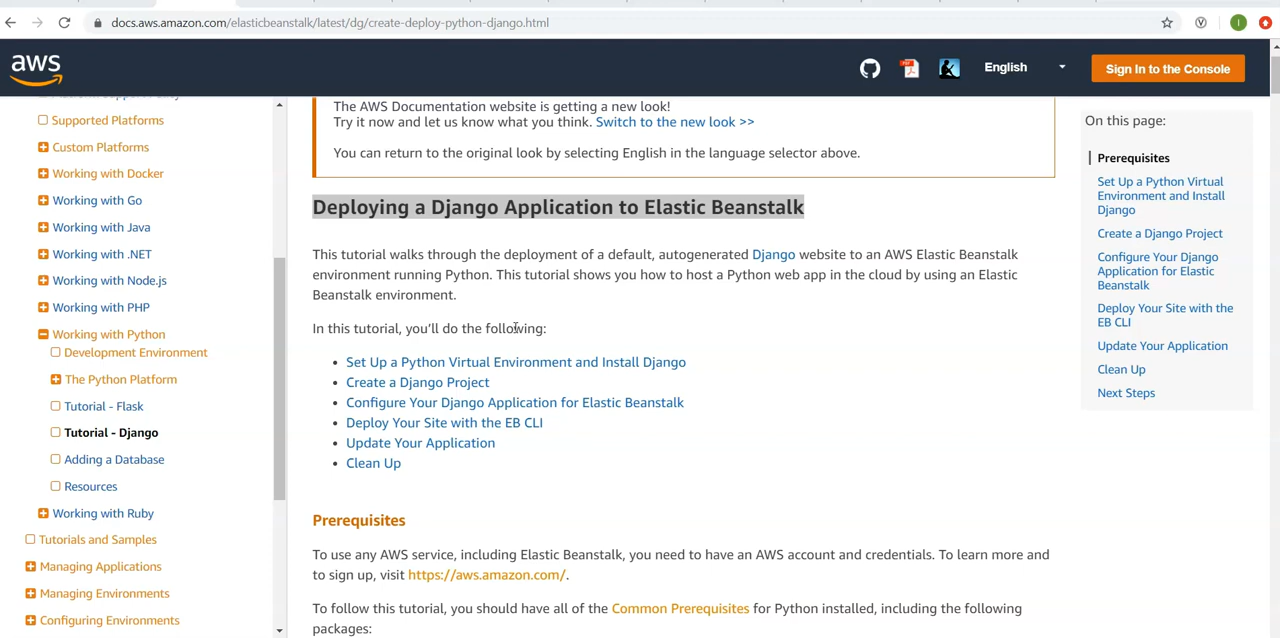 docs.aws.amazon.com/elasticbeanstalk/latest/dg/create-deploy-python-django.html
V
I
aws
PDF
English
Sign In to the Console
Supported Platforms
Custom Platforms
Working with Docker
Working with Go
Working with Java
Working with .NET
Working with Node.js
Working with PHP
Working with Python
Development Environment
The Python Platform
Tutorial - Flask
Tutorial - Django
Adding a Database
Resources
Working with Ruby
Tutorials and Samples
Managing Applications
Managing Environments
Configuring Environments
The AWS Documentation website is getting a new look!
Try it now and let us know what you think. Switch to the new look >>
You can return to the original look by selecting English in the language selector above.
Deploying a Django Application to Elastic Beanstalk
This tutorial walks through the deployment of a default, autogenerated Django website to an AWS Elastic Beanstalk
environment running Python. This tutorial shows you how to host a Python web app in the cloud by using an Elastic
Beanstalk environment.
In this tutorial, you'll do the following:
• Set Up a Python Virtual Environment and Install Django
• Create a Django Project
• Configure Your Django Application for Elastic Beanstalk
• Deploy Your Site with the EB CLI
• Update Your Application
• Clean Up
Prerequisites
To use any AWS service, including Elastic Beanstalk, you need to have an AWS account and credentials. To learn more and
to sign up, visit https://aws.amazon.com/.
To follow this tutorial, you should have all of the Common Prerequisites for Python installed, including the following
packages:
On this page:
Prerequisites
Set Up a Python Virtual
Environment and Install
Django
Create a Django Project
Configure Your Django
Application for Elastic
Beanstalk
Deploy Your Site with the
EB CLI
Update Your Application
Clean Up
Next Steps